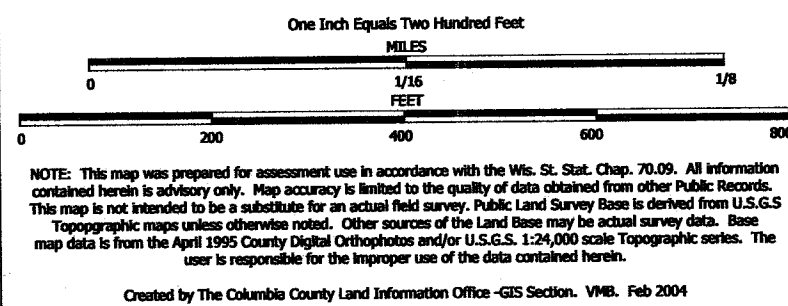 One Inch Equals Two Hundred Feet
MILES
0 1/16 1/8
FEET
0 200 400 600 800
NOTE: This map was prepared for assessment use in accordance with the Wis. St. Stat. Chap. 70.09. All information
contained herein is advisory only. Map accuracy is limited to the quality of data obtained from other Public Records.
This map is not intended to be a substitute for an actual field survey. Public Land Survey Base is derived from U.S.G.S
Topopgraphic maps unless otherwise noted. Other sources of the Land Base may be actual survey data. Base
map data is from the April 1995 County Digital Orthophotos and/or U.S.G.S. 1:24,000 scale Topographic series. The
user is responsible for the improper use of the data contained herein.
Created by The Columbia County Land Information Office -GIS Section. VMB. Feb 2004